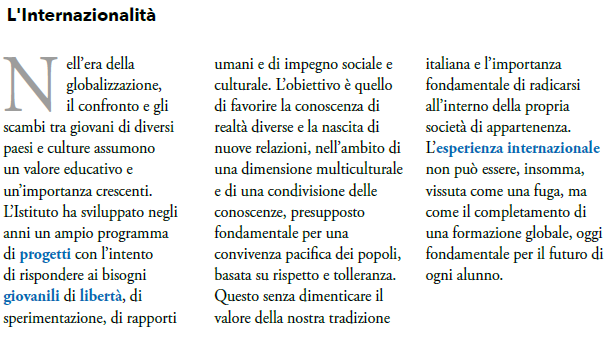 L'Internazionalità
Nell'era della
globalizzazione,
il confronto e gli
scambi tra giovani di diversi
paesi e culture assumono
un valore educativo e
un'importanza crescenti.
L'Istituto ha sviluppato negli
anni un ampio programma
di progetti con l'intento
di rispondere ai bisogni
giovanili di libertà, di
sperimentazione, di rapporti
umani e di impegno sociale e
culturale. L'obiettivo è quello
di favorire la conoscenza di
realtà diverse e la nascita di
nuove relazioni, nell'ambito di
una dimensione multiculturale
e di una condivisione delle
conoscenze, presupposto
fondamentale per una
convivenza pacifica dei popoli,
basata su rispetto e tolleranza.
Questo senza dimenticare il
valore della nostra tradizione
italiana e l'importanza
fondamentale di radicarsi
all'interno della propria
società di appartenenza.
L'esperienza internazionale
non può essere, insomma,
vissuta come una fuga, ma
come il completamento di
una formazione globale, oggi
fondamentale per il futuro di
ogni alunno.